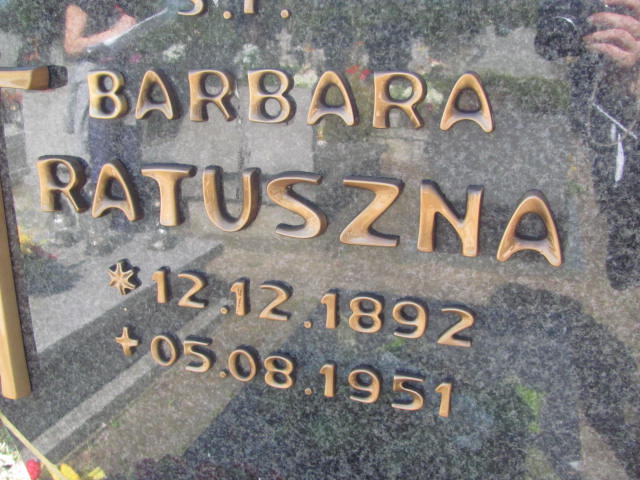 Ś.P.
BARBARA
RATUSZNA
* 12.12.1892
+ 05.08.1951